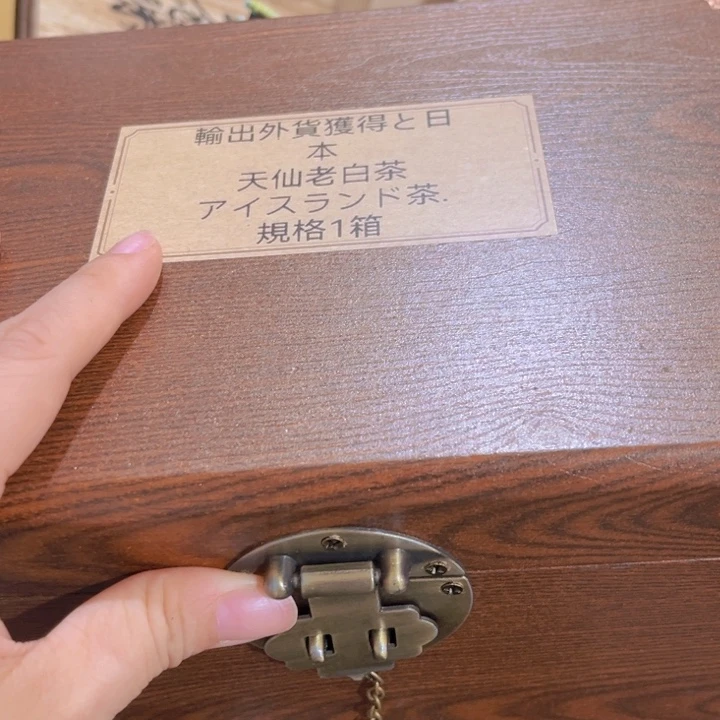 輸出外貨獲得と日
本
天仙老白茶
アイスランド茶.
規格1箱